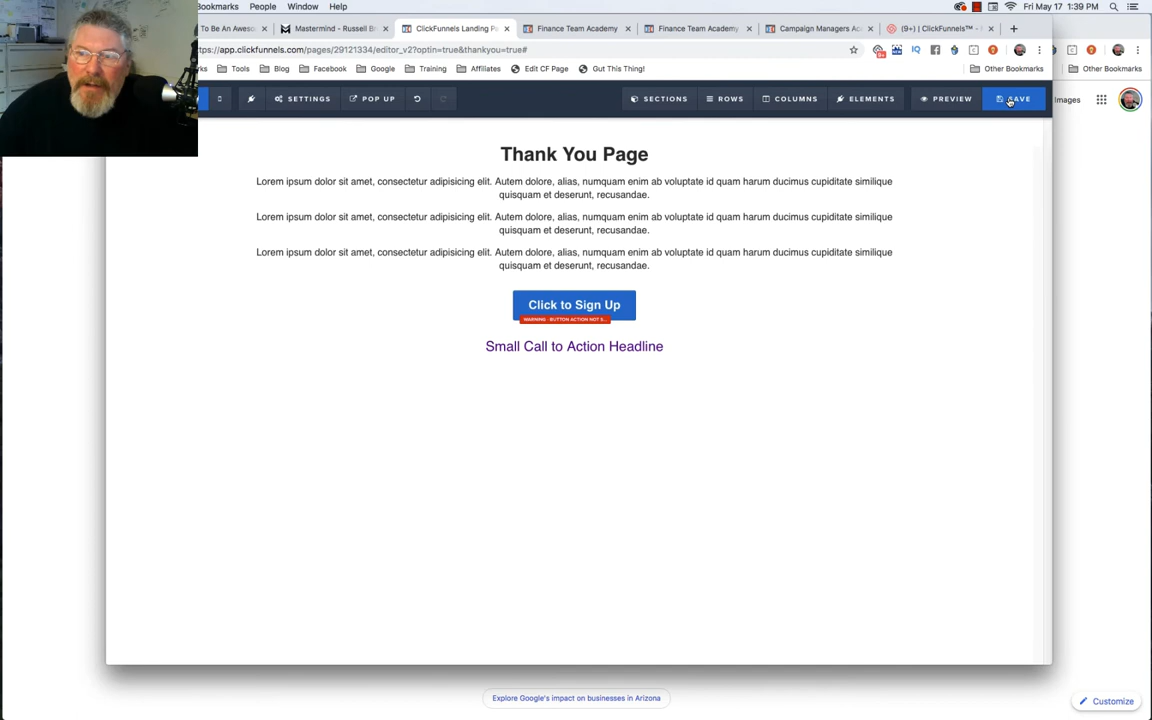 Bookmarks People Window Help Fri May 17 1:39 PM
To Be An Aweso... Mastermind - Russell Br ClickFunnels Landing P Finance Team Academy Finance Team Academy Campaign Managers Ac (9+) | ClickFunnels™ -
ttps://app.clickfunnels.com/pages/29121334/editor_v2?optin=true&thankyou=true#
Tools Blog Facebook Google Training Affiliates Edit CF Page Gut This Thing! Other Bookmarks Other Bookmarks
SETTINGS POP UP SECTIONS ROWS COLUMNS ELEMENTS PREVIEW SAVE Images
Thank You Page
Lorem ipsum dolor sit amet, consectetur adipisicing elit. Autem dolore, alias, numquam enim ab voluptate id quam harum ducimus cupiditate similique
quisquam et deserunt, recusandae.
Lorem ipsum dolor sit amet, consectetur adipisicing elit. Autem dolore, alias, numquam enim ab voluptate id quam harum ducimus cupiditate similique
quisquam et deserunt, recusandae.
Lorem ipsum dolor sit amet, consectetur adipisicing elit. Autem dolore, alias, numquam enim ab voluptate id quam harum ducimus cupiditate similique
quisquam et deserunt, recusandae.
Click to Sign Up
WARNING - BUTTON ACTION NOT S...
Small Call to Action Headline
Explore Google's impact on businesses in Arizona
Customize